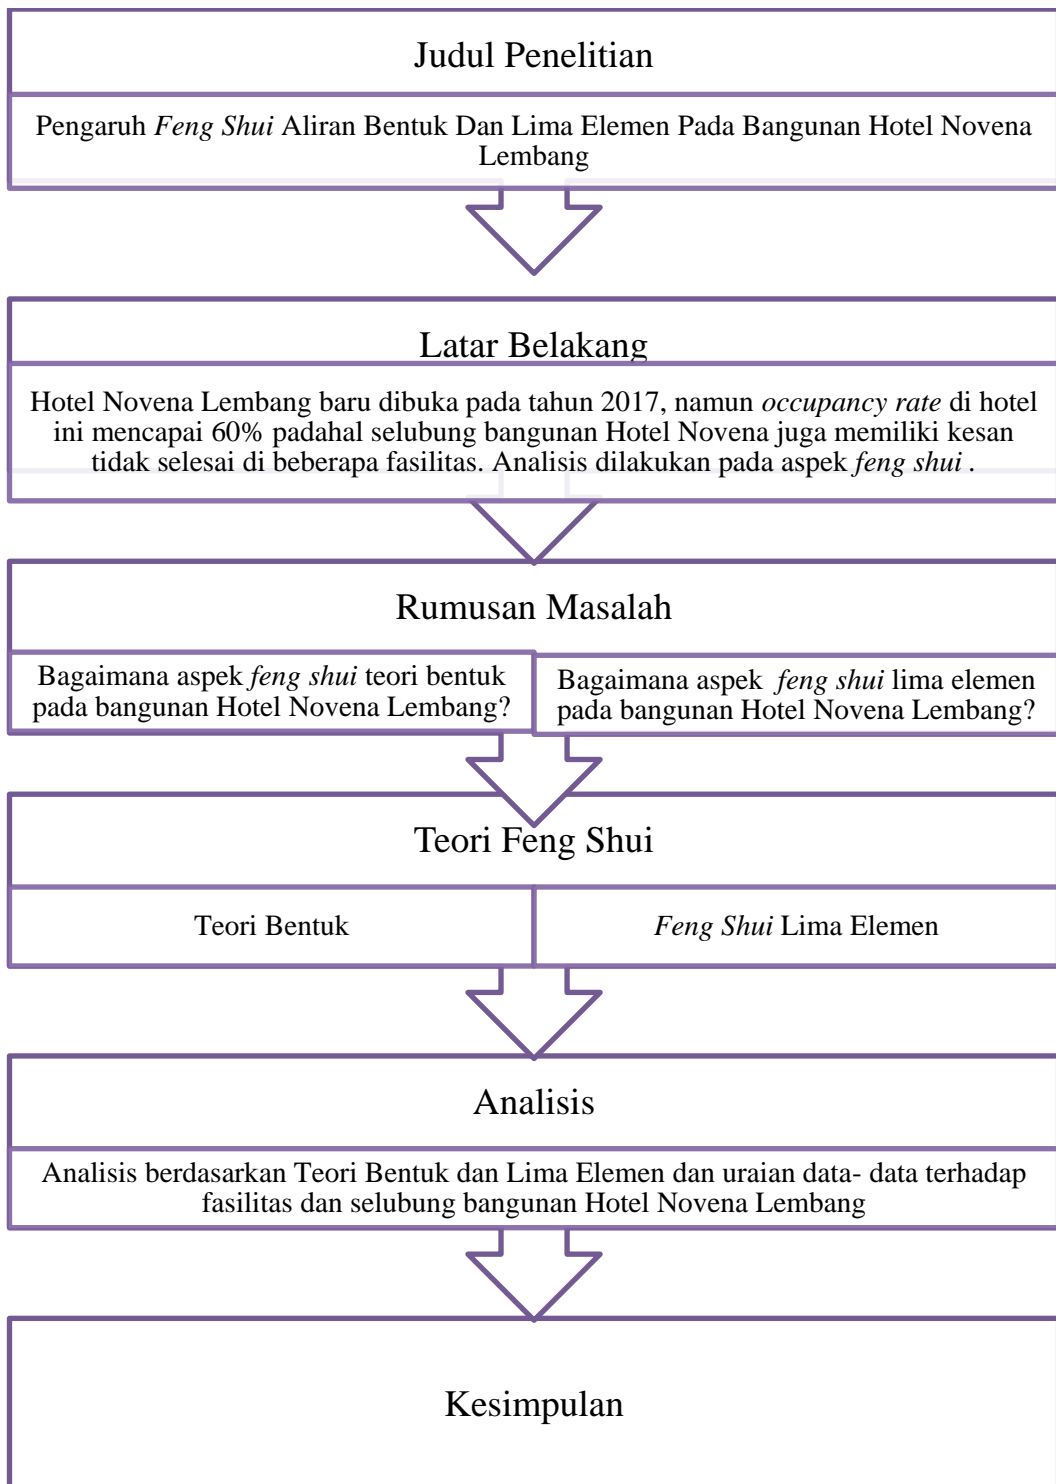 Judul Penelitian
Pengaruh Feng Shui Aliran Bentuk Dan Lima Elemen Pada Bangunan Hotel Novena
Lembang
Latar Belakang
Hotel Novena Lembang baru dibuka pada tahun 2017, namun occupancy rate di hotel
ini mencapai 60% padahal selubung bangunan Hotel Novena juga memiliki kesan
tidak selesai di beberapa fasilitas. Analisis dilakukan pada aspek feng shui .
Rumusan Masalah
Bagaimana aspek feng shui teori bentuk
pada bangunan Hotel Novena Lembang?
Bagaimana aspek feng shui lima elemen
pada bangunan Hotel Novena Lembang?
Teori Feng Shui
Teori Bentuk
Feng Shui Lima Elemen
Analisis
Analisis berdasarkan Teori Bentuk dan Lima Elemen dan uraian data- data terhadap
fasilitas dan selubung bangunan Hotel Novena Lembang
Kesimpulan